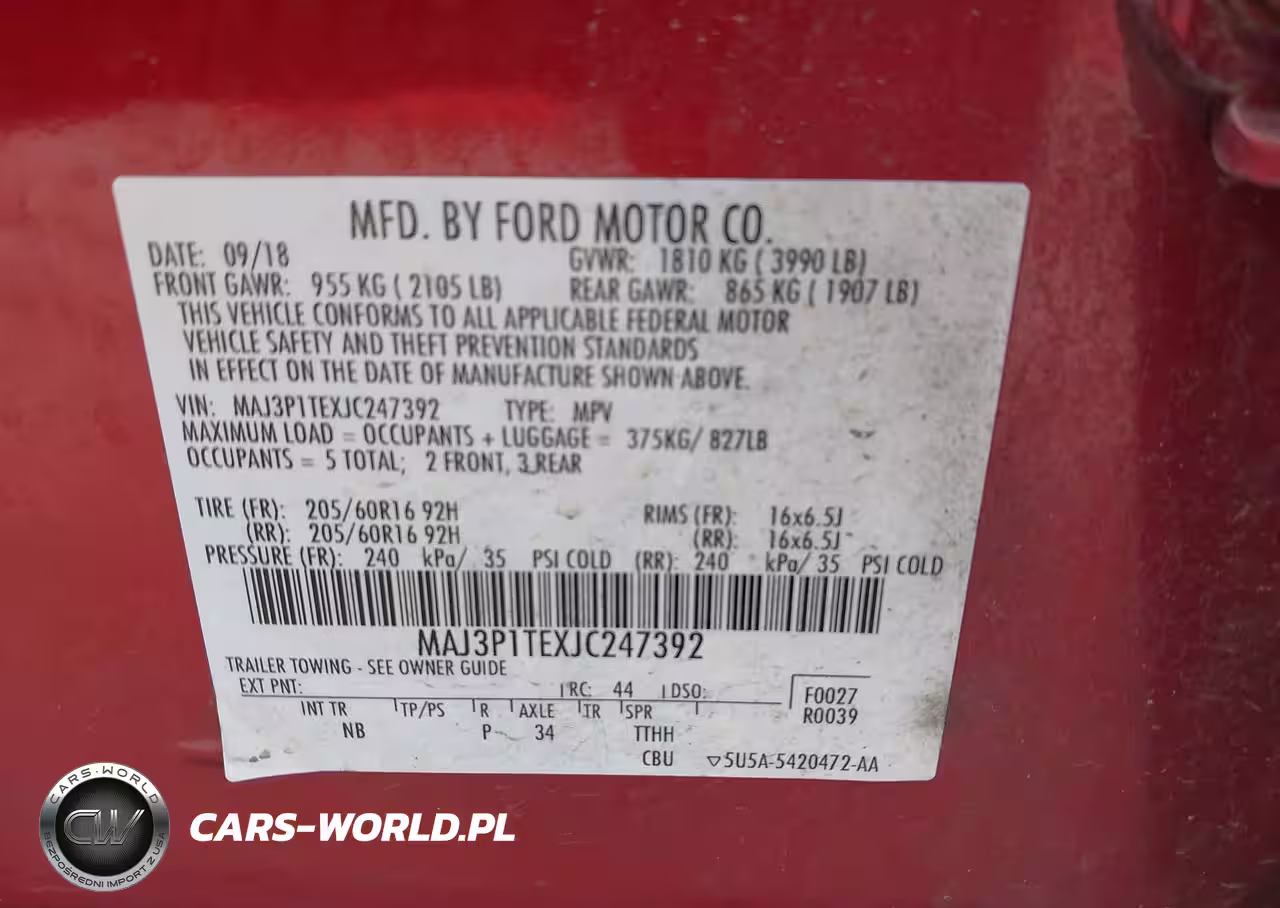 MFD. BY FORD MOTOR CO.
DATE: 09/18 GVWR: 1810 KG ( 3990 LB)
FRONT GAWR: 955 KG ( 2105 LB) REAR GAWR: 865 KG ( 1907 LB)
THIS VEHICLE CONFORMS TO ALL APPLICABLE FEDERAL MOTOR
VEHICLE SAFETY AND THEFT PREVENTION STANDARDS
IN EFFECT ON THE DATE OF MANUFACTURE SHOWN ABOVE.
VIN: MAJ3P1TEXJC247392 TYPE: MPV
MAXIMUM LOAD = OCCUPANTS + LUGGAGE = 375KG/ 827LB
OCCUPANTS = 5 TOTAL; 2 FRONT, 3 REAR
TIRE (FR): 205/60R16 92H RIMS (FR): 16x6.5J
(RR): 205/60R16 92H (RR): 16x6.5J
PRESSURE (FR): 240 kPa/ 35 PSI COLD (RR): 240 kPa/ 35 PSI COLD
MAJ3P1TEXJC247392
TRAILER TOWING - SEE OWNER GUIDE
EXT PNT: RC: 44 DSO: F0027
R0039
INT TR TP/PS R AXLE TR SPR
NB P 34 TTHH
CBU ▽5U5A-5420472-AA
CARS-WORLD
CW
BEZPOŚREDNI IMPORT Z USA
CARS-WORLD.PL